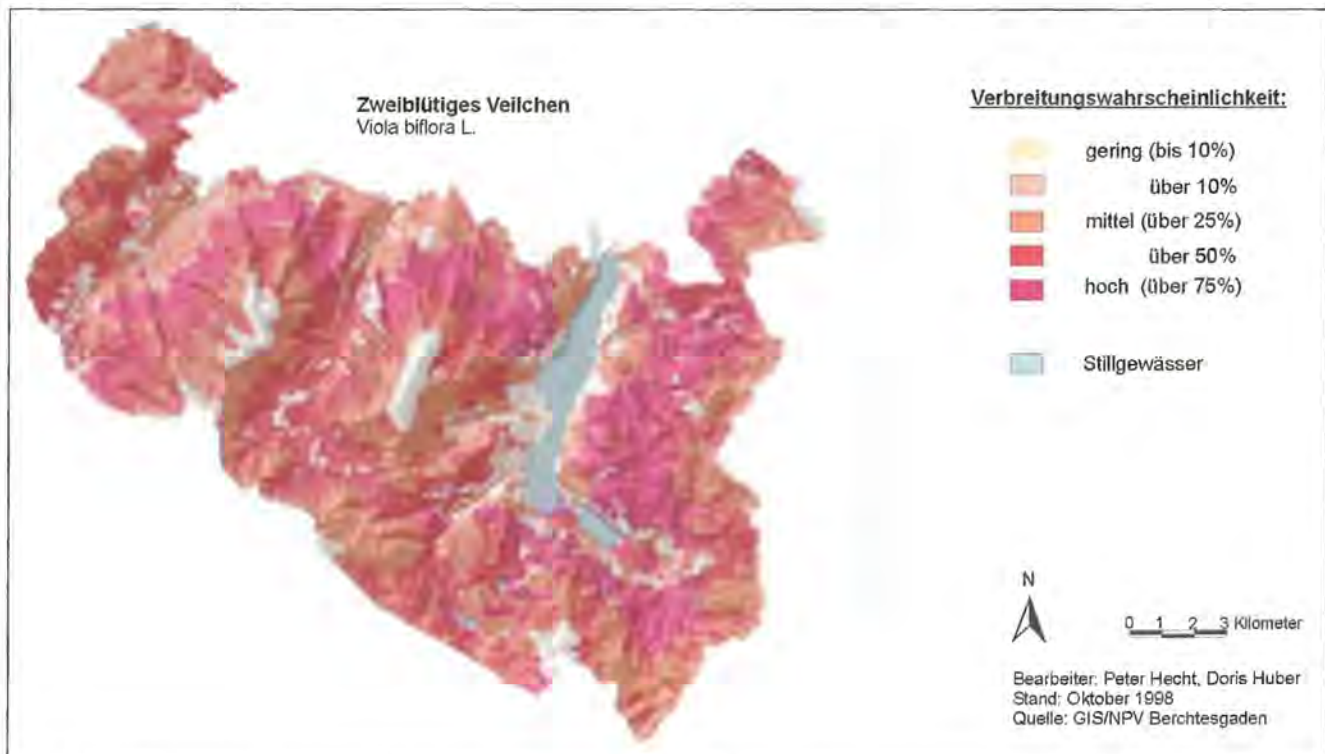 Zweiblütiges Veilchen
Viola biflora L.
Verbreitungswahrscheinlichkeit:
gering (bis 10%)
über 10%
mittel (über 25%)
über 50%
hoch (über 75%)
Stillgewässer
N
0 1 2 3 Kilometer
Bearbeiter: Peter Hecht, Doris Huber
Stand: Oktober 1998
Quelle: GIS/NPV Berchtesgaden